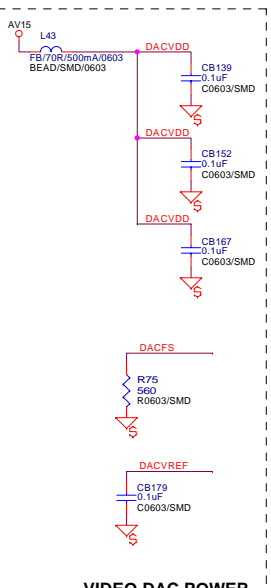 AV15
L43
FB/70R/500mA/0603
BEAD/SMD/0603
DACVDD
CB139
0.1uF
C0603/SMD
S
DACVDD
CB152
0.1uF
C0603/SMD
S
DACVDD
CB167
0.1uF
C0603/SMD
S
DACFS
R75
560
R0603/SMD
S
DACVREF
CB179
0.1uF
C0603/SMD
S
VIDEO DAC POWER